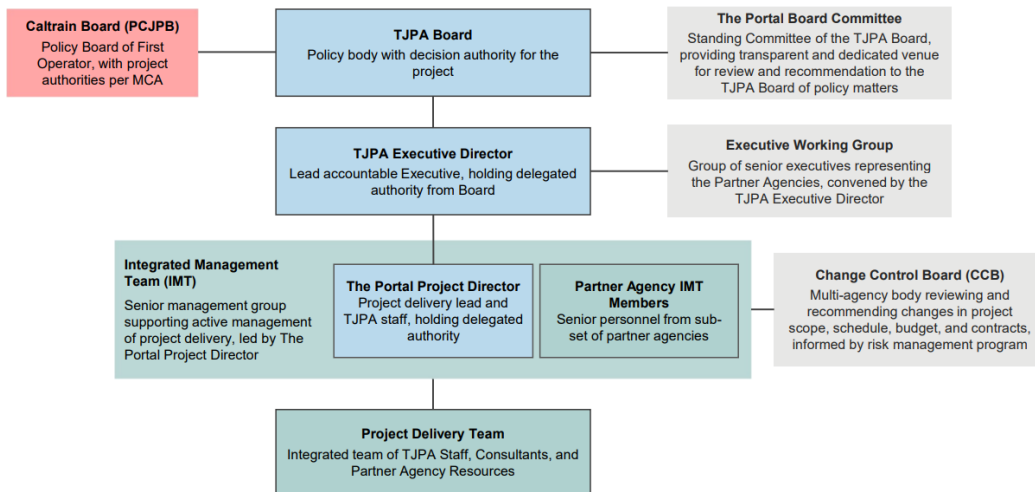 Caltrain Board (PCJPB)
Policy Board of First
Operator, with project
authorities per MCA
TJPA Board
Policy body with decision authority for the
project
The Portal Board Committee
Standing Committee of the TJPA Board,
providing transparent and dedicated venue
for review and recommendation to the
TJPA Board of policy matters
TJPA Executive Director
Lead accountable Executive, holding delegated
authority from Board
Executive Working Group
Group of senior executives representing
the Partner Agencies, convened by the
TJPA Executive Director
Integrated Management
Team (IMT)
Senior management group
supporting active management
of project delivery, led by The
Portal Project Director
The Portal Project Director
Project delivery lead and
TJPA staff, holding delegated
authority
Partner Agency IMT
Members
Senior personnel from sub-
set of partner agencies
Change Control Board (CCB)
Multi-agency body reviewing and
recommending changes in project
scope, schedule, budget, and contracts,
informed by risk management program
Project Delivery Team
Integrated team of TJPA Staff, Consultants, and
Partner Agency Resources